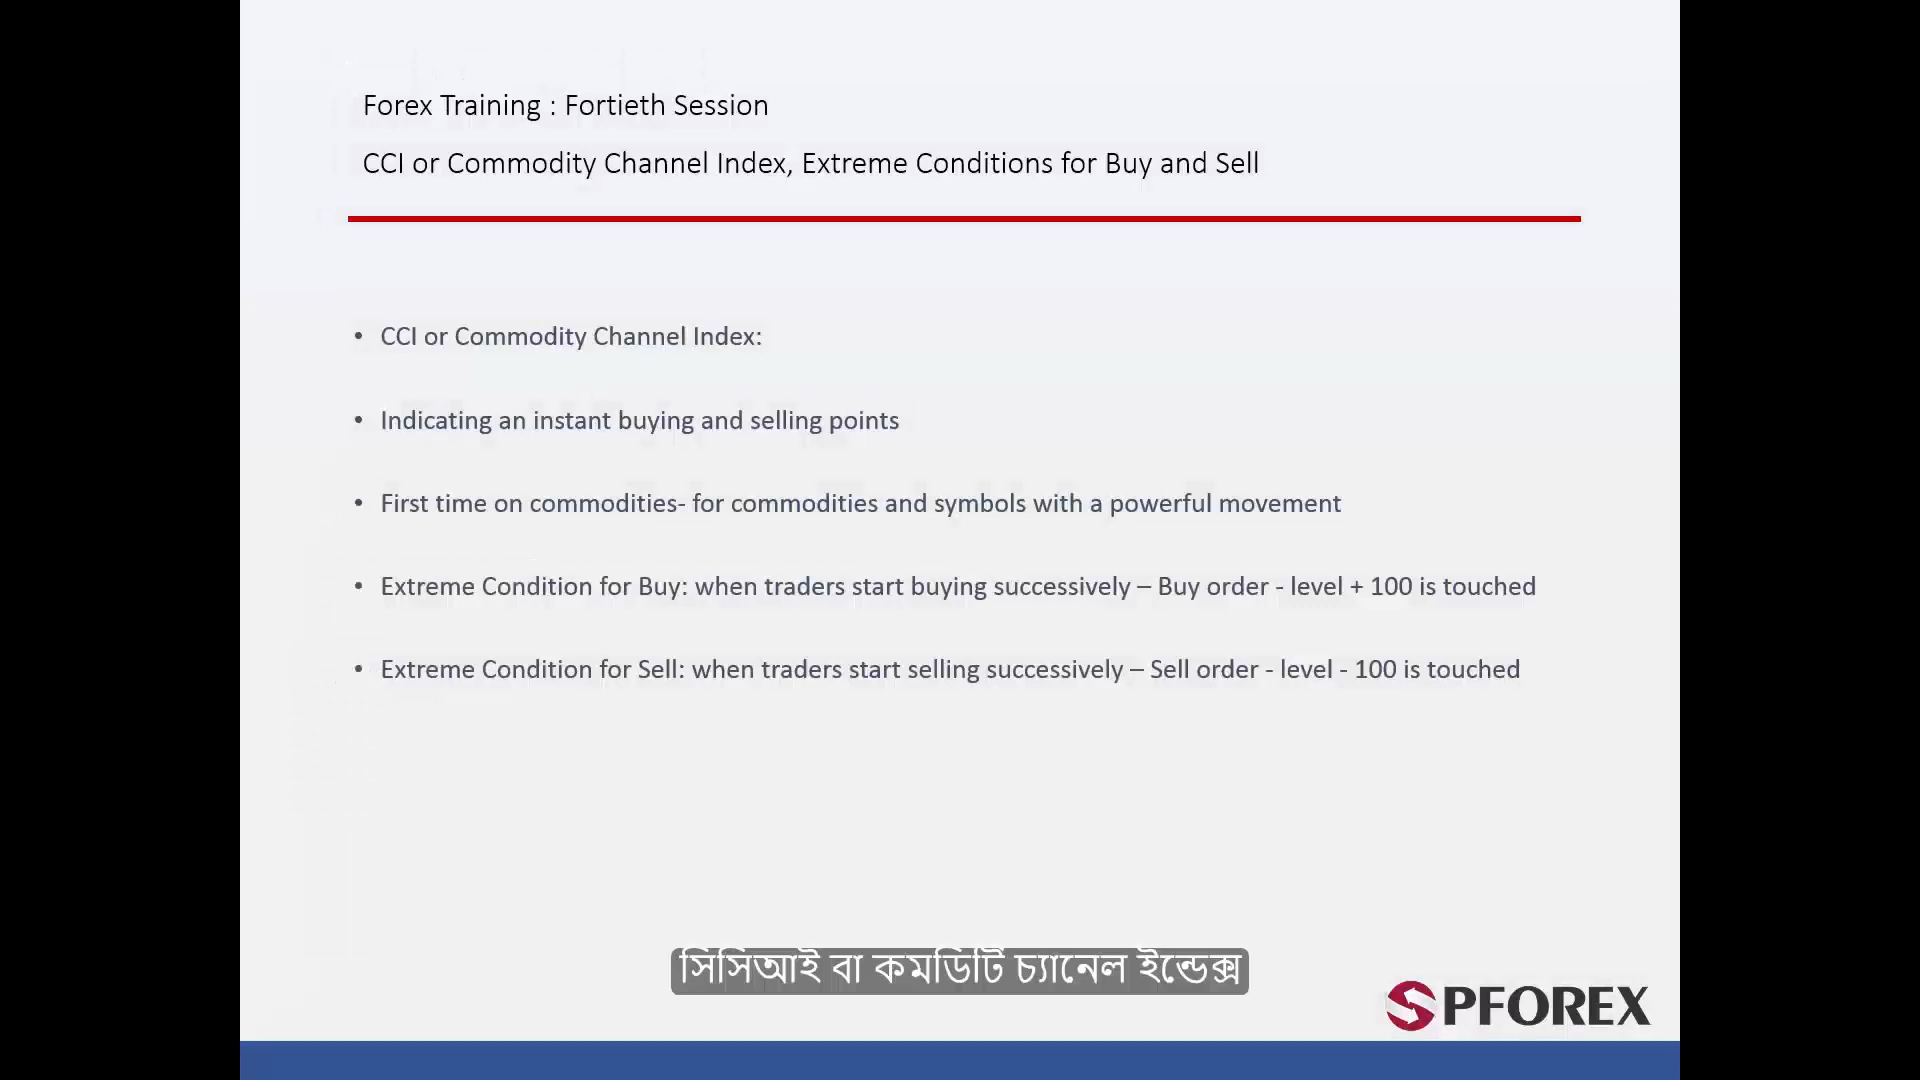 Forex Training : Fortieth Session
CCI or Commodity Channel Index, Extreme Conditions for Buy and Sell
• CCI or Commodity Channel Index:
• Indicating an instant buying and selling points
• First time on commodities- for commodities and symbols with a powerful movement
• Extreme Condition for Buy: when traders start buying successively – Buy order - level + 100 is touched
• Extreme Condition for Sell: when traders start selling successively – Sell order - level - 100 is touched
সিসিআই বা কমডিটি চ্যানেল ইন্ডেক্স
SPFOREX